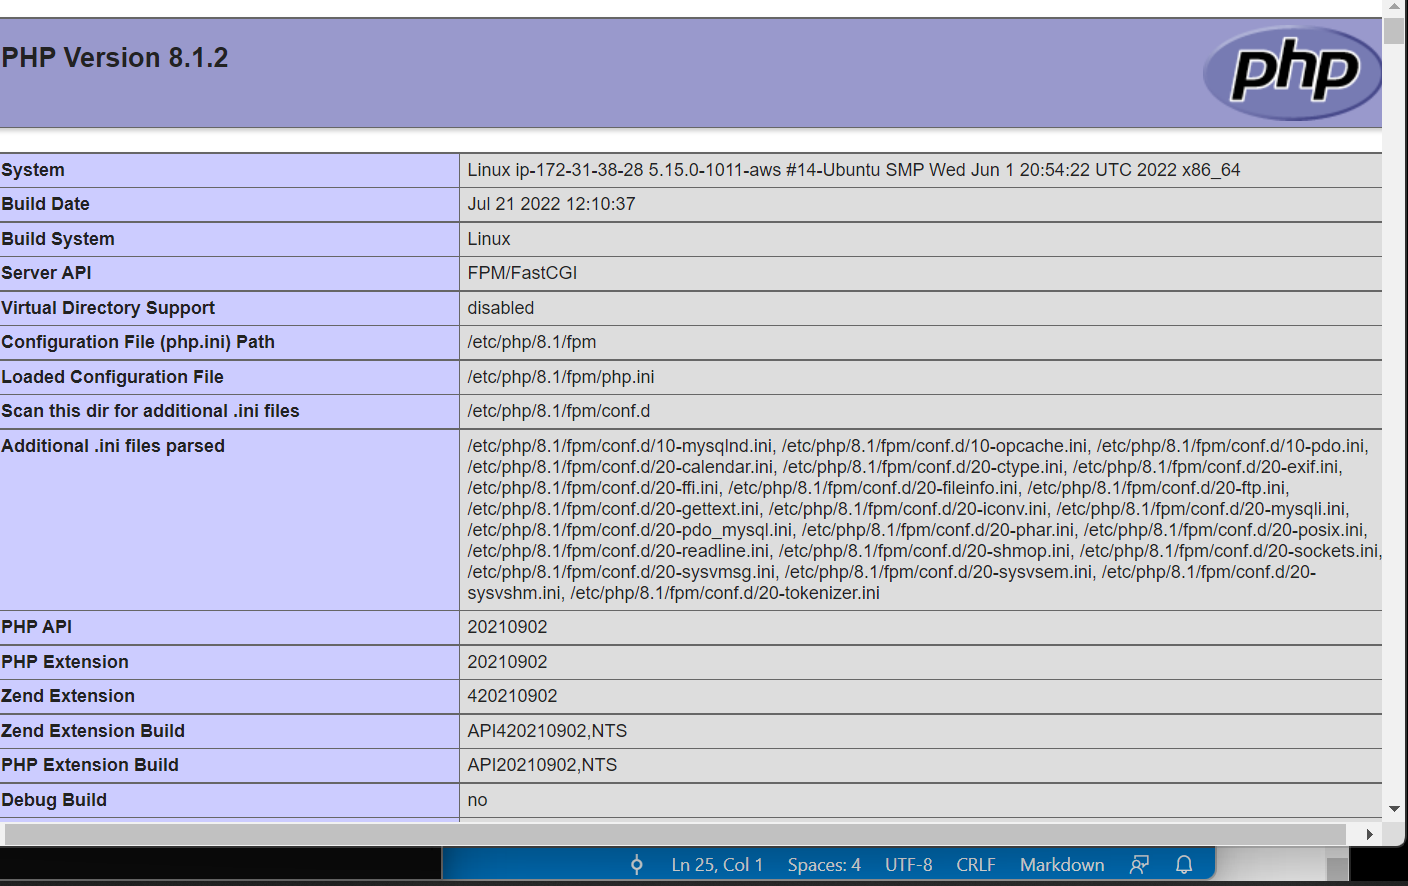 PHP Version 8.1.2
php
System Linux ip-172-31-38-28 5.15.0-1011-aws #14-Ubuntu SMP Wed Jun 1 20:54:22 UTC 2022 x86_64
Build Date Jul 21 2022 12:10:37
Build System Linux
Server API FPM/FastCGI
Virtual Directory Support disabled
Configuration File (php.ini) Path /etc/php/8.1/fpm
Loaded Configuration File /etc/php/8.1/fpm/php.ini
Scan this dir for additional .ini files /etc/php/8.1/fpm/conf.d
Additional .ini files parsed /etc/php/8.1/fpm/conf.d/10-mysqlnd.ini, /etc/php/8.1/fpm/conf.d/10-opcache.ini, /etc/php/8.1/fpm/conf.d/10-pdo.ini,
/etc/php/8.1/fpm/conf.d/20-calendar.ini, /etc/php/8.1/fpm/conf.d/20-ctype.ini, /etc/php/8.1/fpm/conf.d/20-exif.ini,
/etc/php/8.1/fpm/conf.d/20-ffi.ini, /etc/php/8.1/fpm/conf.d/20-fileinfo.ini, /etc/php/8.1/fpm/conf.d/20-ftp.ini,
/etc/php/8.1/fpm/conf.d/20-gettext.ini, /etc/php/8.1/fpm/conf.d/20-iconv.ini, /etc/php/8.1/fpm/conf.d/20-mysqli.ini,
/etc/php/8.1/fpm/conf.d/20-pdo_mysql.ini, /etc/php/8.1/fpm/conf.d/20-phar.ini, /etc/php/8.1/fpm/conf.d/20-posix.ini,
/etc/php/8.1/fpm/conf.d/20-readline.ini, /etc/php/8.1/fpm/conf.d/20-shmop.ini, /etc/php/8.1/fpm/conf.d/20-sockets.ini,
/etc/php/8.1/fpm/conf.d/20-sysvmsg.ini, /etc/php/8.1/fpm/conf.d/20-sysvsem.ini, /etc/php/8.1/fpm/conf.d/20-
sysvshm.ini, /etc/php/8.1/fpm/conf.d/20-tokenizer.ini
PHP API 20210902
PHP Extension 20210902
Zend Extension 420210902
Zend Extension Build API420210902,NTS
PHP Extension Build API20210902,NTS
Debug Build no
Ln 25, Col 1 Spaces: 4 UTF-8 CRLF Markdown